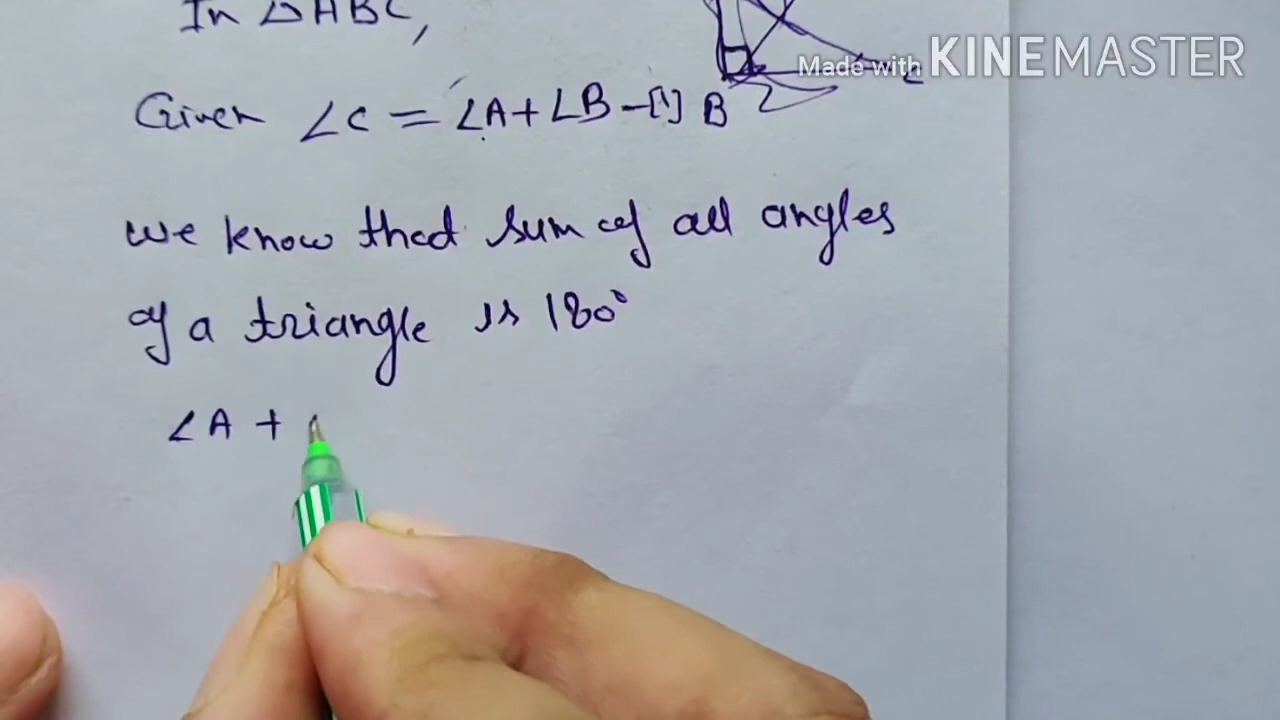 In △ABC,
Made with KINEMASTER
C
Given ∠C = ∠A + ∠B -[1] B
we know that sum of all angles
of a triangle is 180°
∠A +